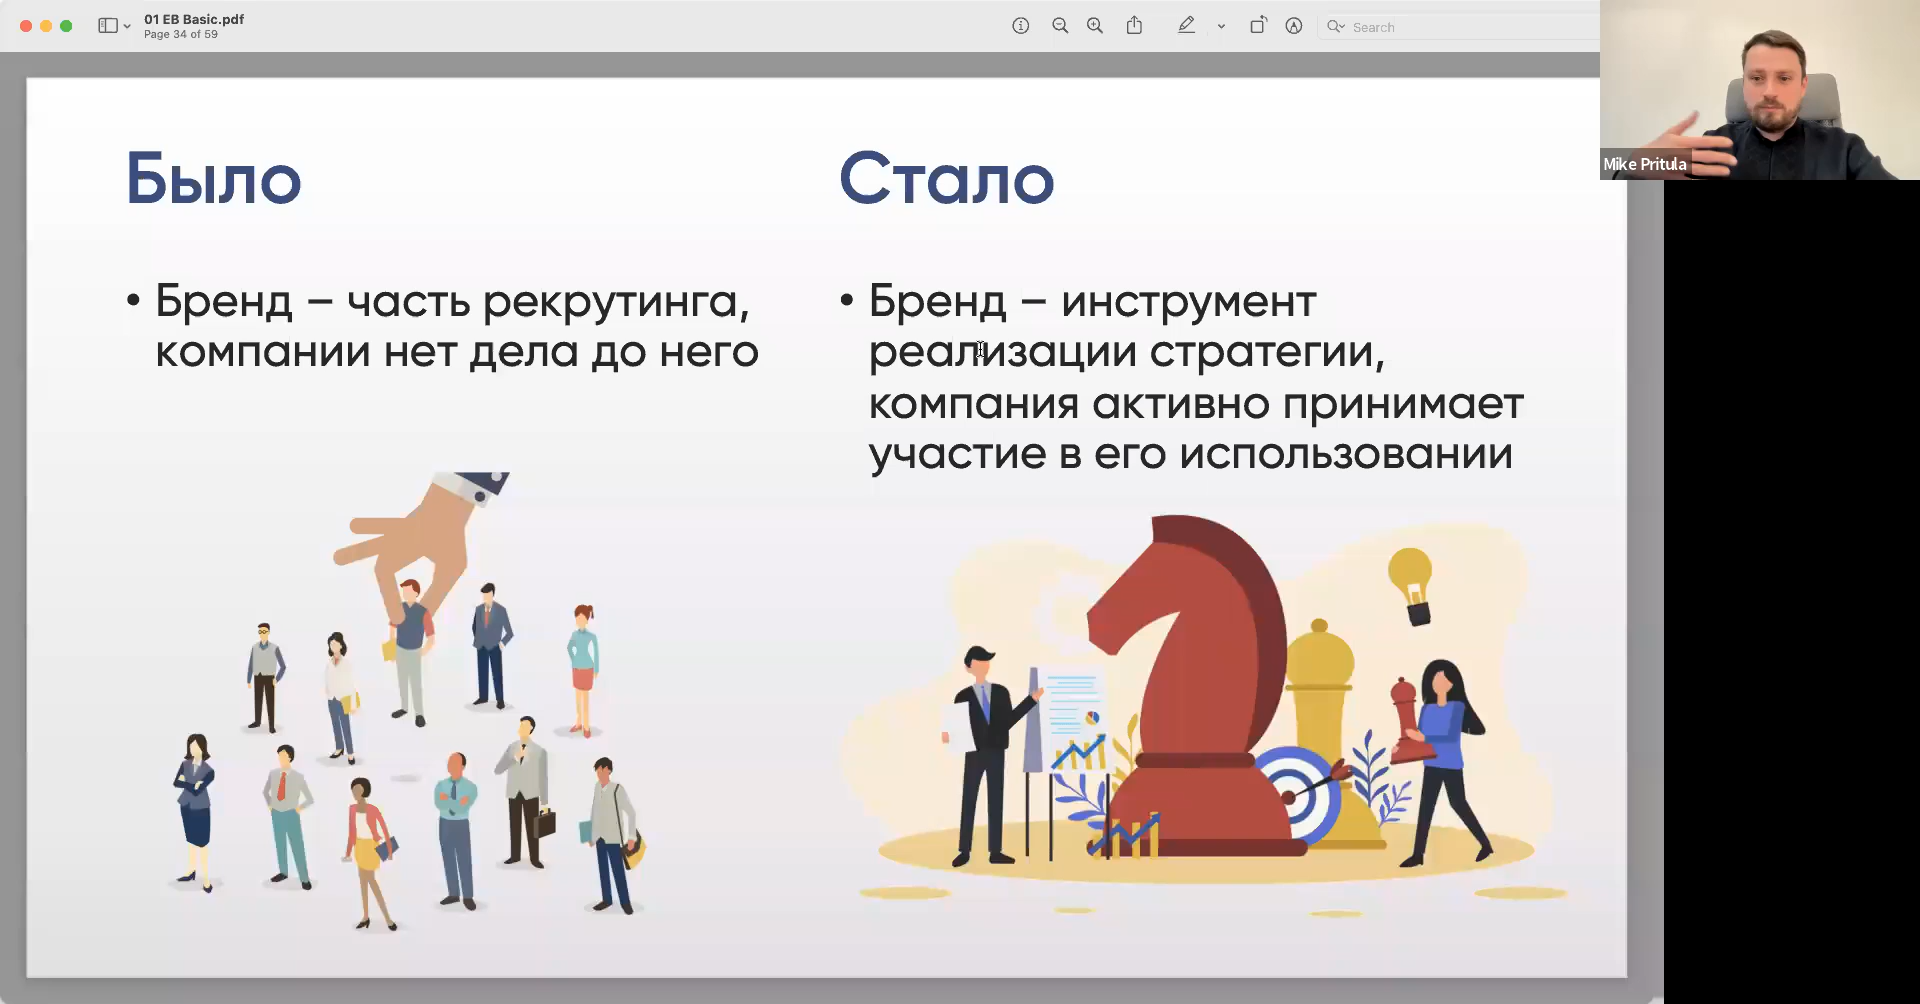 01 EB Basic.pdf
Page 34 of 59
Search
Mike Pritula
Было
• Бренд – часть рекрутинга,
компании нет дела до него
Стало
• Бренд – инструмент
реализации стратегии,
компания активно принимает
участие в его использовании